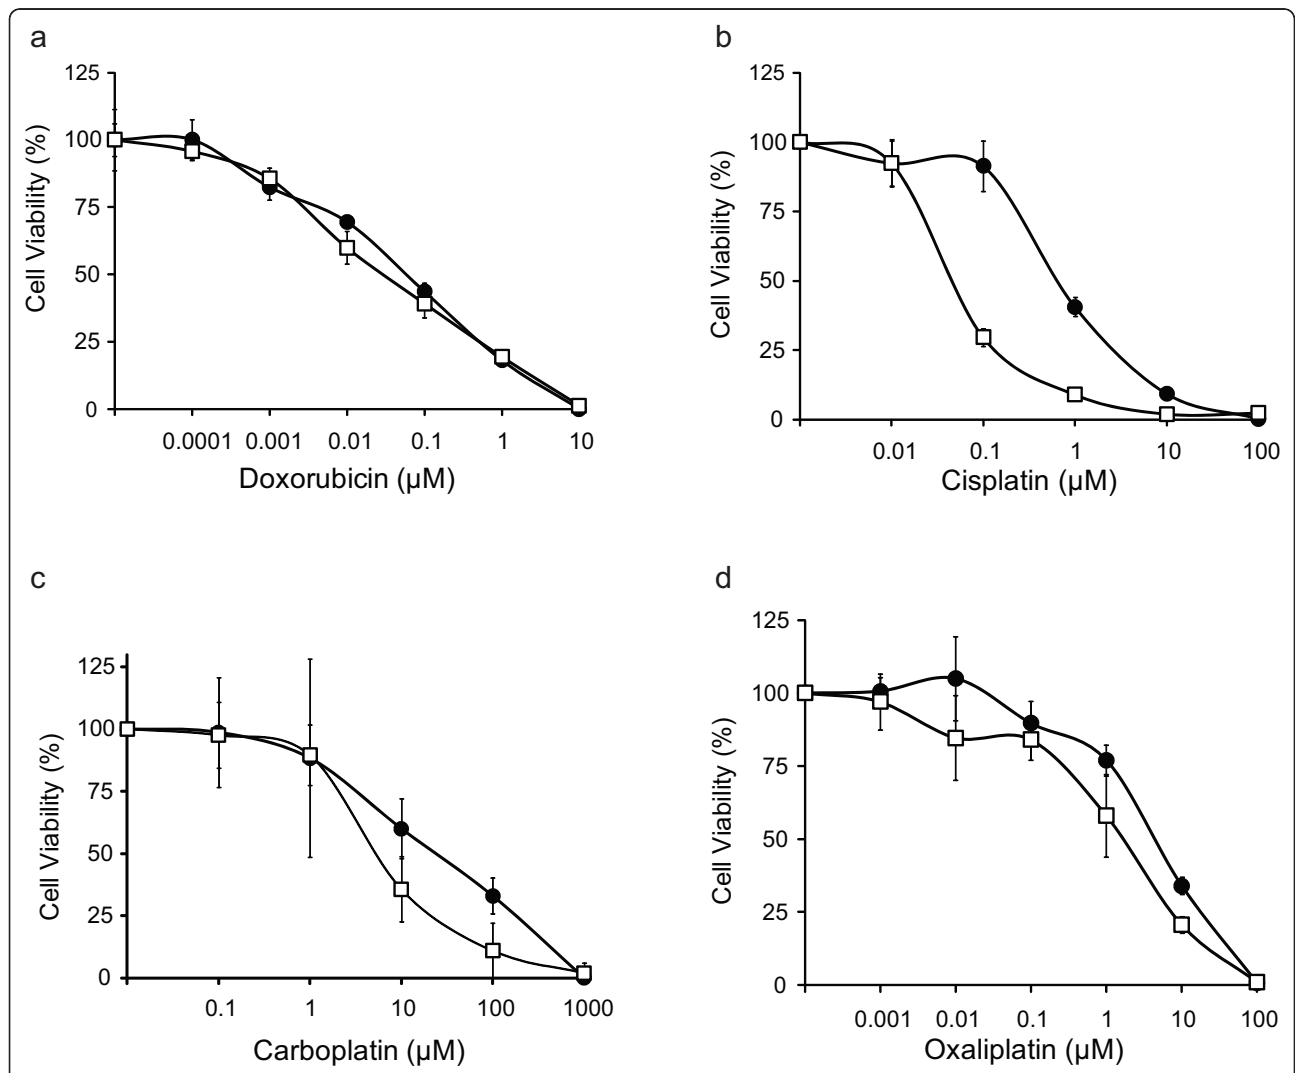 a
Cell Viability (%)
125
100
75
50
25
0
0.0001 0.001 0.01 0.1 1 10
Doxorubicin (µM)
b
Cell Viability (%)
125
100
75
50
25
0
0.01 0.1 1 10 100
Cisplatin (µM)
c
Cell Viability (%)
125
100
75
50
25
0
0.1 1 10 100 1000
Carboplatin (µM)
d
Cell Viability (%)
125
100
75
50
25
0
0.001 0.01 0.1 1 10 100
Oxaliplatin (µM)